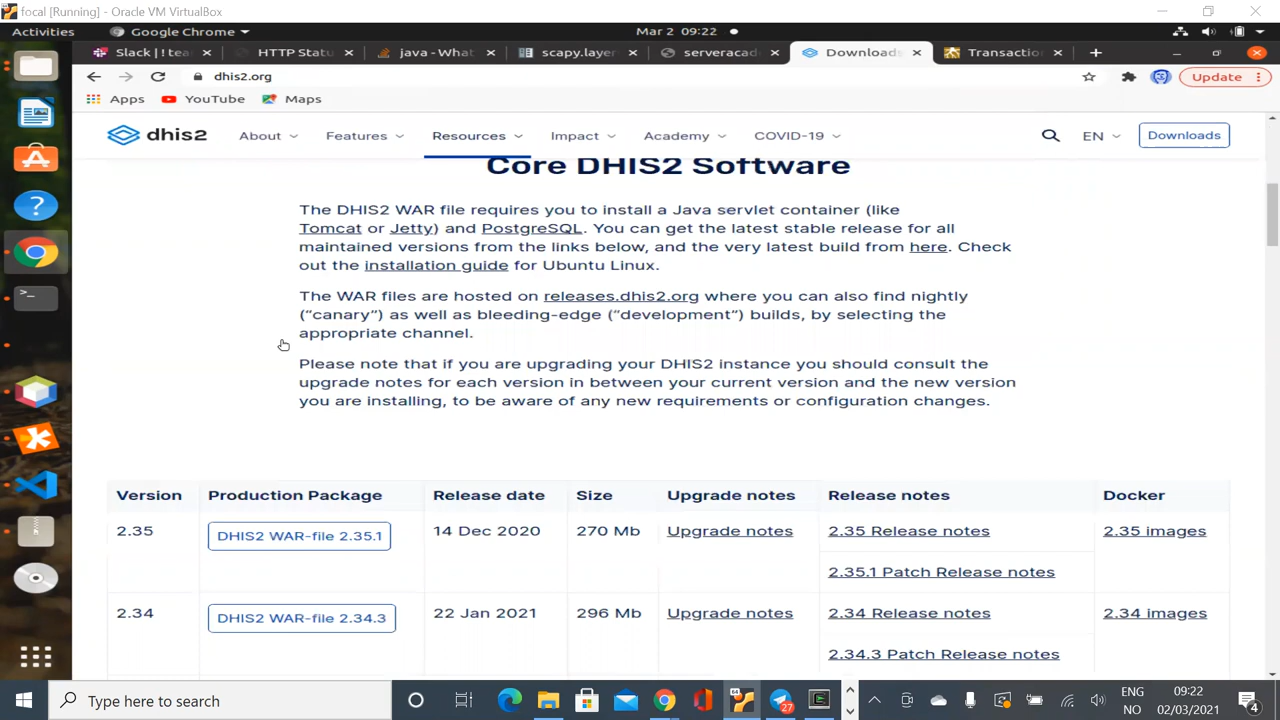 focal [Running] - Oracle VM VirtualBox
Activities Google Chrome Mar 2 09:22
Slack | ! tea
HTTP Statu
java - What
scapy.layer
serveracad
Downloads
Transactio
dhis2.org
Update
Apps YouTube Maps
dhis2 About Features Resources Impact Academy COVID-19 EN Downloads
Core DHIS2 Software
The DHIS2 WAR file requires you to install a Java servlet container (like
Tomcat or Jetty) and PostgreSQL. You can get the latest stable release for all
maintained versions from the links below, and the very latest build from here. Check
out the installation guide for Ubuntu Linux.
The WAR files are hosted on releases.dhis2.org where you can also find nightly
("canary") as well as bleeding-edge ("development") builds, by selecting the
appropriate channel.
Please note that if you are upgrading your DHIS2 instance you should consult the
upgrade notes for each version in between your current version and the new version
you are installing, to be aware of any new requirements or configuration changes.
Version Production Package Release date Size Upgrade notes Release notes Docker
2.35 DHIS2 WAR-file 2.35.1 14 Dec 2020 270 Mb Upgrade notes 2.35 Release notes 2.35 images
2.35.1 Patch Release notes
2.34 DHIS2 WAR-file 2.34.3 22 Jan 2021 296 Mb Upgrade notes 2.34 Release notes 2.34 images
2.34.3 Patch Release notes
Type here to search
27
64
ENG
NO
09:22
02/03/2021
4